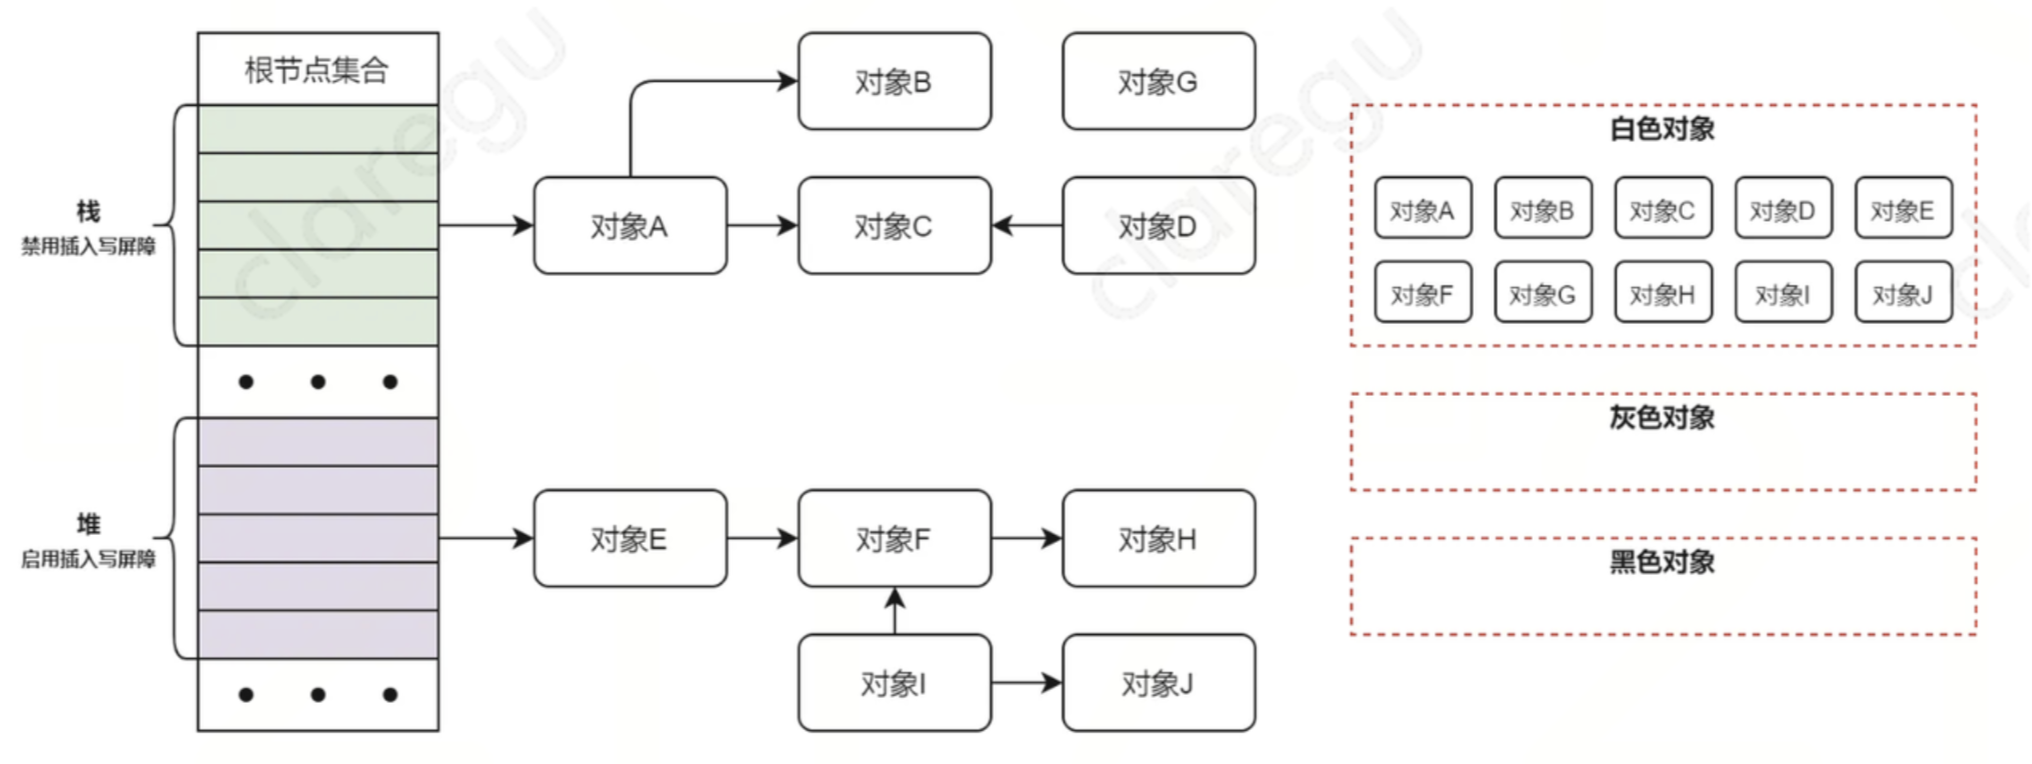 根节点集合
栈
禁用插入写屏障
堆
启用插入写屏障
对象B
对象G
对象A
对象C
对象D
对象E
对象F
对象H
对象I
对象J
白色对象
对象A 对象B 对象C 对象D 对象E
对象F 对象G 对象H 对象I 对象J
灰色对象
黑色对象
claregu
claregu
cl